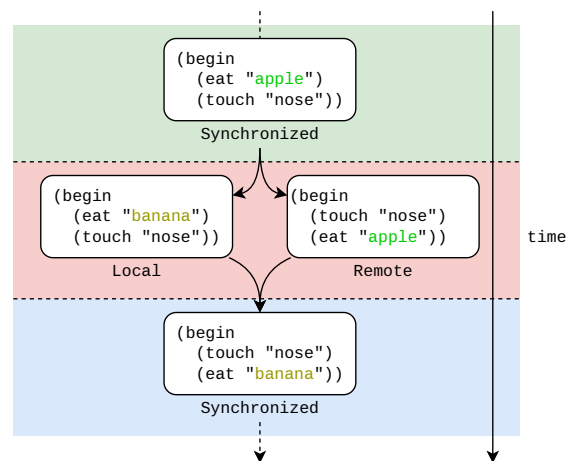 (begin
  (eat "apple")
  (touch "nose"))
Synchronized
(begin
  (eat "banana")
  (touch "nose"))
Local
(begin
  (touch "nose")
  (eat "apple"))
Remote
time
(begin
  (touch "nose")
  (eat "banana"))
Synchronized